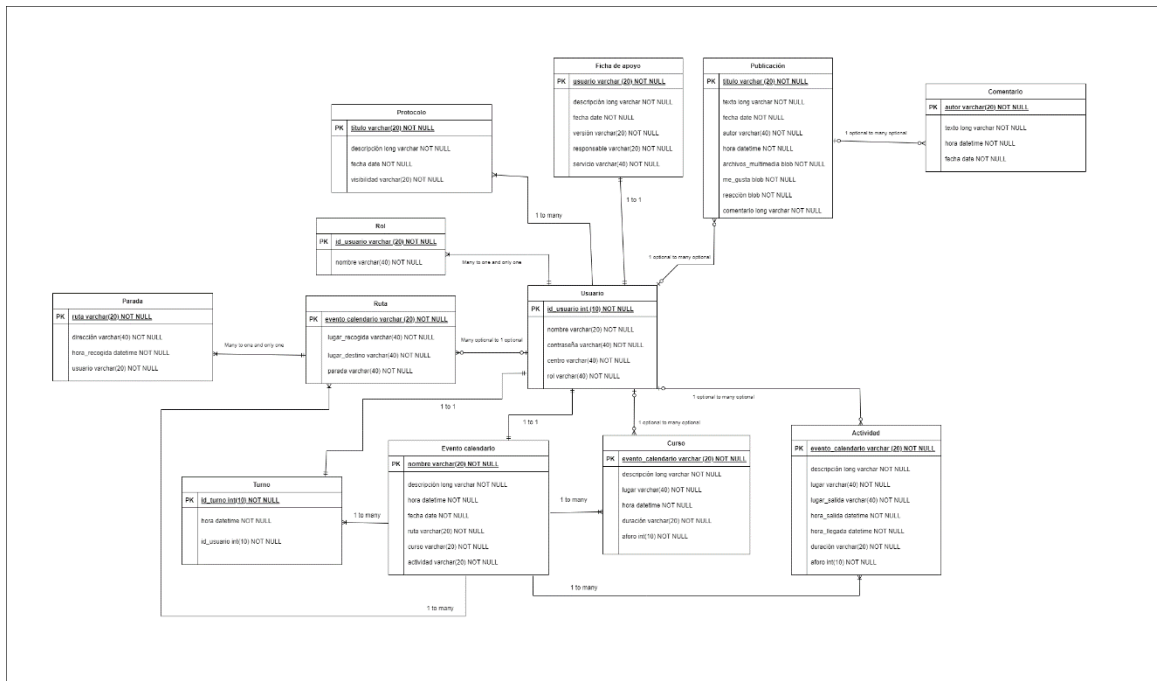 Ficha de apoyo
PK usuario varchar (20) NOT NULL
descripción long varchar NOT NULL
fecha date NOT NULL
versión varchar(20) NOT NULL
responsable varchar(20) NOT NULL
servicio varchar(40) NOT NULL
Publicación
PK titulo varchar (20) NOT NULL
texto long varchar NOT NULL
fecha date NOT NULL
autor varchar(40) NOT NULL
hora datetime NOT NULL
archivos_multimedia blob NOT NULL
me_gusta blob NOT NULL
reacción blob NOT NULL
comentario long varchar NOT NULL
Comentario
PK autor varchar(20) NOT NULL
texto long varchar NOT NULL
hora datetime NOT NULL
fecha date NOT NULL
1 optional to many optional
Protocolo
PK titulo varchar(20) NOT NULL
descripción long varchar NOT NULL
fecha date NOT NULL
visibilidad varchar(20) NOT NULL
1 to many
1 to 1
1 optional to many optional
Rol
PK id_usuario varchar (20) NOT NULL
nombre varchar(40) NOT NULL
Many to one and only one
Parada
PK ruta varchar(20) NOT NULL
dirección varchar(40) NOT NULL
hora_recogida datetime NOT NULL
usuario varchar(20) NOT NULL
Many to one and only one
Ruta
PK evento calendario varchar (20) NOT NULL
lugar_recogida varchar(40) NOT NULL
lugar_destino varchar(40) NOT NULL
parada varchar(40) NOT NULL
Many optional to 1 optional
Usuario
PK id_usuario int (10) NOT NULL
nombre varchar(20) NOT NULL
contraseña varchar(40) NOT NULL
centro varchar(40) NOT NULL
rol varchar(40) NOT NULL
1 optional to many optional
1 to 1
1 to 1
1 optional to many optional
Turno
PK id_turno int(10) NOT NULL
hora datetime NOT NULL
id_usuario int(10) NOT NULL
1 to many
Evento calendario
PK nombre varchar(20) NOT NULL
descripción long varchar NOT NULL
hora datetime NOT NULL
fecha date NOT NULL
ruta varchar(20) NOT NULL
curso varchar(20) NOT NULL
actividad varchar(20) NOT NULL
1 to many
Curso
PK evento_calendario varchar (20) NOT NULL
descripción long varchar NOT NULL
lugar varchar(40) NOT NULL
hora datetime NOT NULL
duración varchar(20) NOT NULL
aforo int(10) NOT NULL
Actividad
PK evento_calendario varchar (20) NOT NULL
descripción long varchar NOT NULL
lugar varchar(40) NOT NULL
lugar_salida varchar(40) NOT NULL
hora_salida datetime NOT NULL
hora_llegada datetime NOT NULL
duración varchar(20) NOT NULL
aforo int(10) NOT NULL
1 to many
1 to many